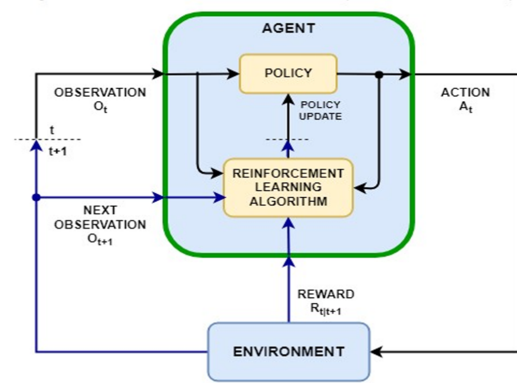 AGENT
POLICY
OBSERVATION
Ot
ACTION
At
POLICY
UPDATE
t
t+1
REINFORCEMENT
LEARNING
ALGORITHM
NEXT
OBSERVATION
Ot+1
REWARD
Rt|t+1
ENVIRONMENT